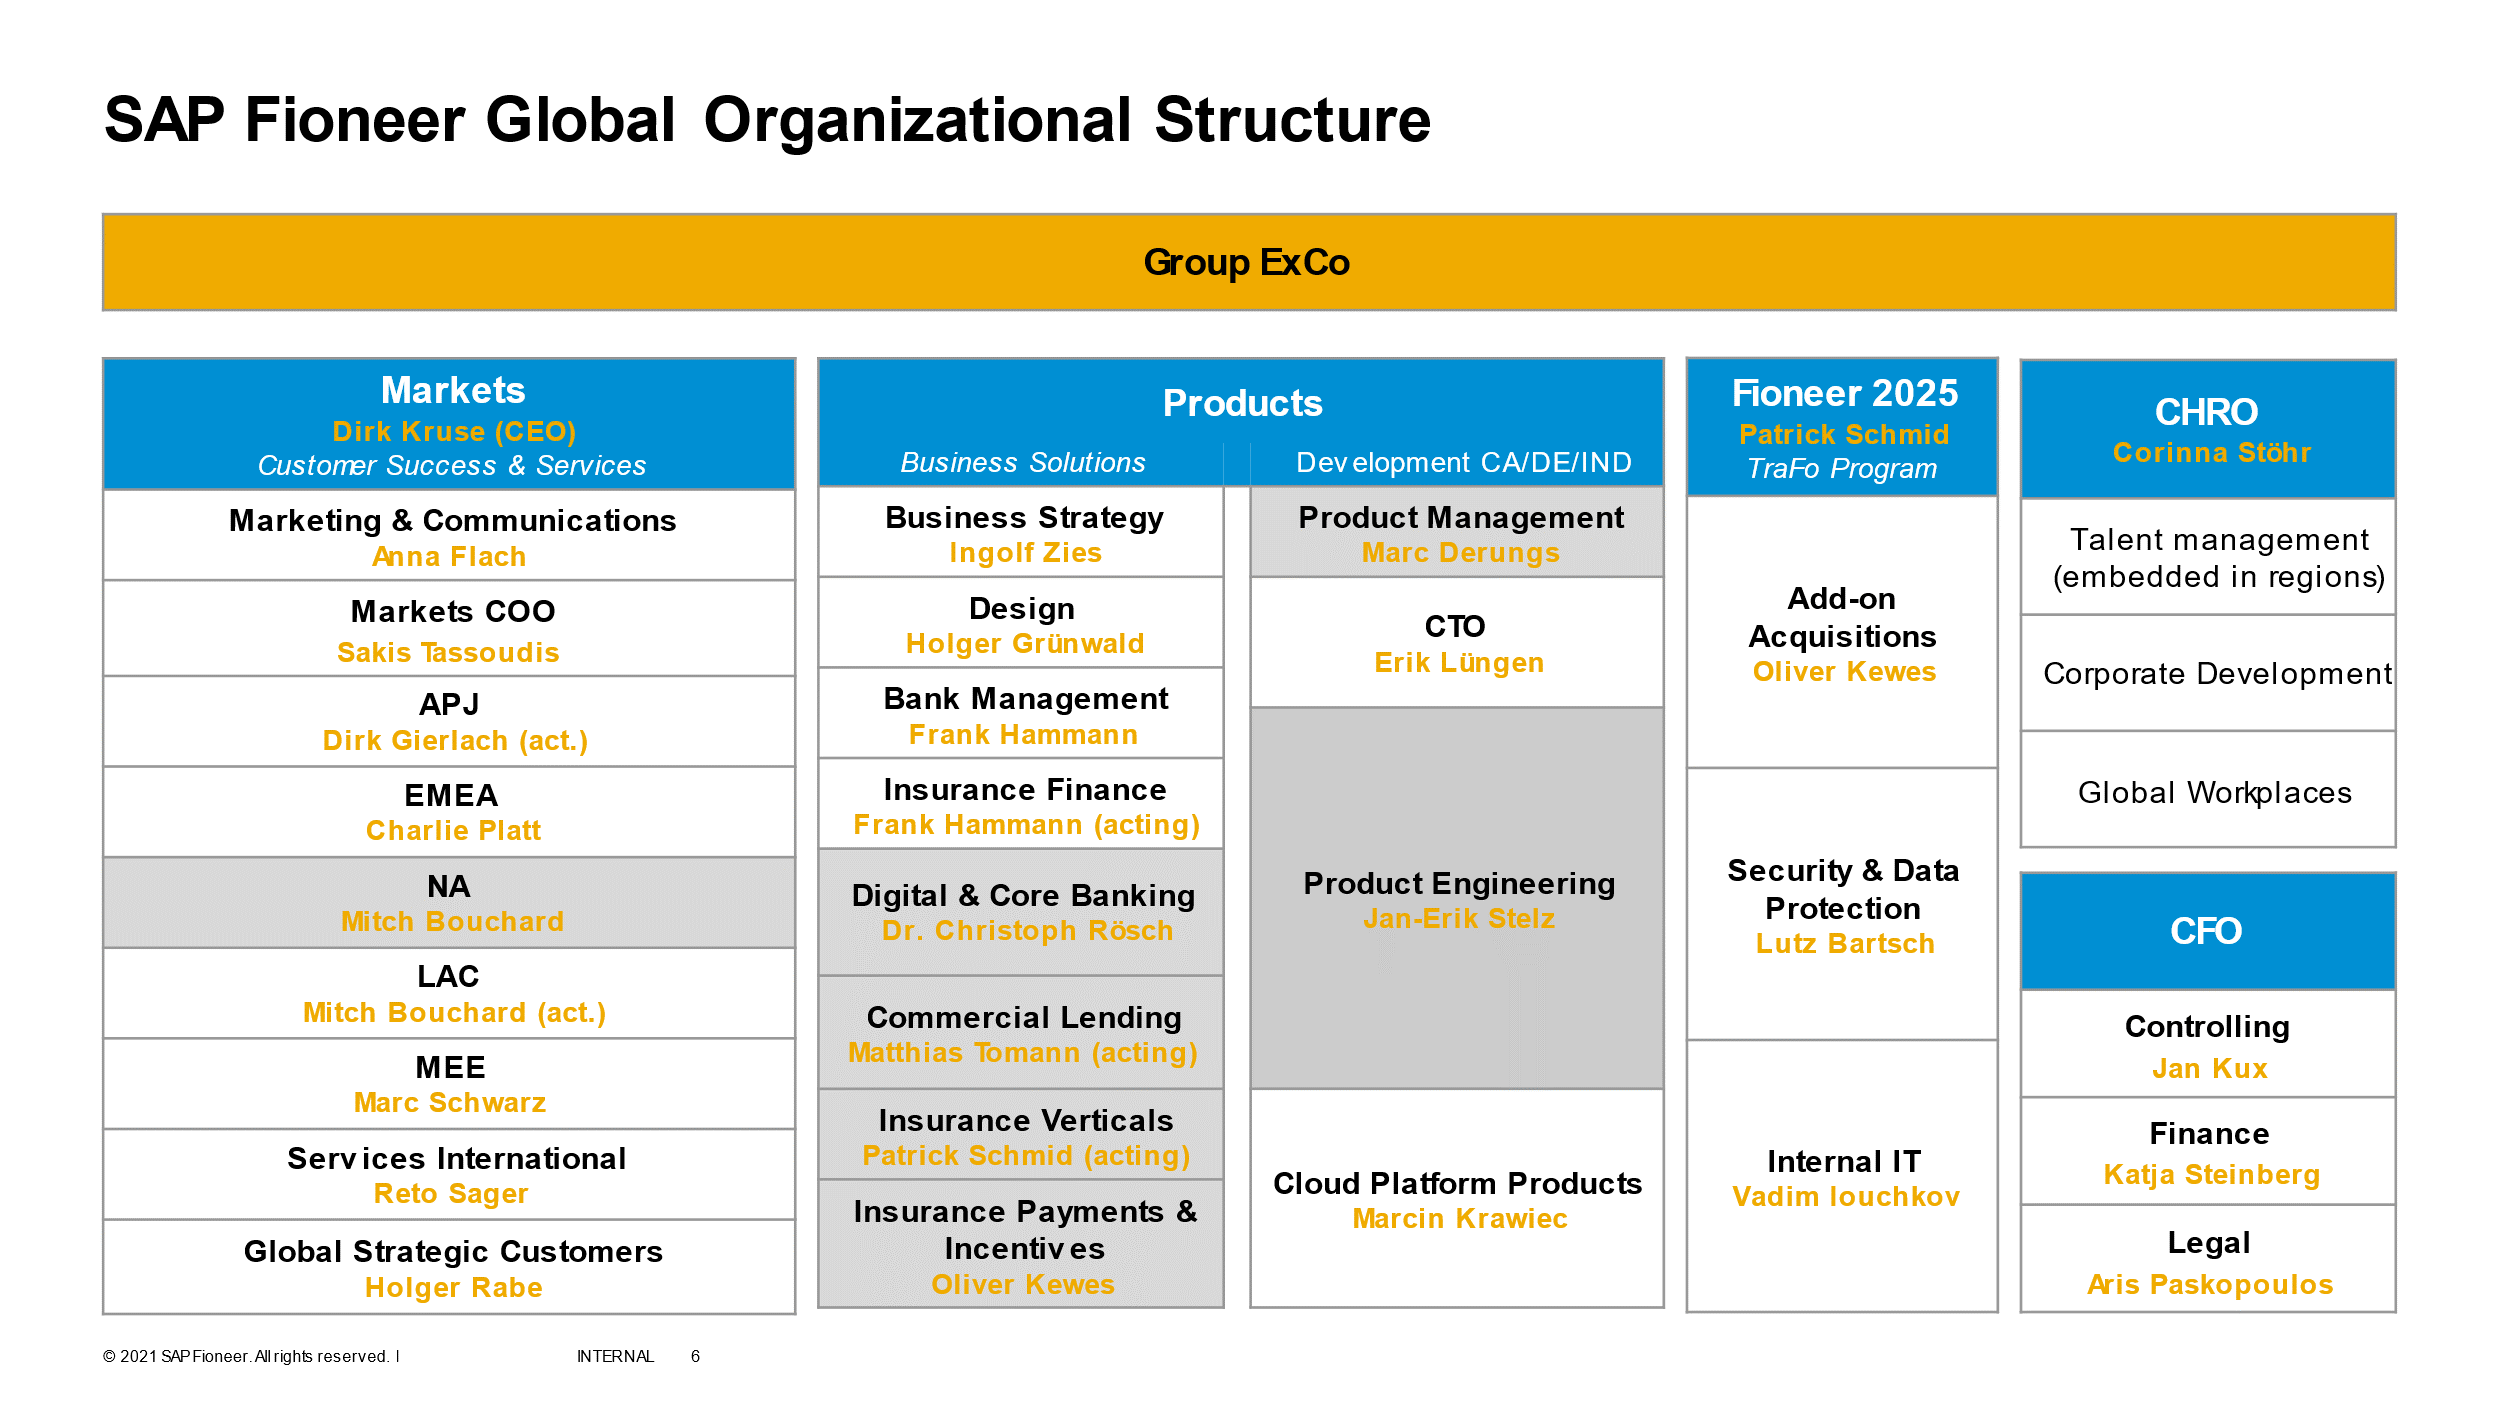 SAP Fioneer Global Organizational Structure
Group ExCo
Markets
Dirk Kruse (CEO)
Customer Success & Services
Marketing & Communications
Anna Flach
Markets COO
Sakis Tassoudis
APJ
Dirk Gierlach (act.)
EMEA
Charlie Platt
NA
Mitch Bouchard
LAC
Mitch Bouchard (act.)
MEE
Marc Schwarz
Services International
Reto Sager
Global Strategic Customers
Holger Rabe
Products
Business Solutions
Business Strategy
Ingolf Zies
Design
Holger Grünwald
Bank Management
Frank Hammann
Insurance Finance
Frank Hammann (acting)
Digital & Core Banking
Dr. Christoph Rösch
Commercial Lending
Matthias Tomann (acting)
Insurance Verticals
Patrick Schmid (acting)
Insurance Payments &
Incentives
Oliver Kewes
Development CA/DE/IND
Product Management
Marc Derungs
CTO
Erik Lüngen
Product Engineering
Jan-Erik Stelz
Cloud Platform Products
Marcin Krawiec
Fioneer 2025
Patrick Schmid
TraFo Program
Add-on
Acquisitions
Oliver Kewes
Security & Data
Protection
Lutz Bartsch
Internal IT
Vadim Iouchkov
CHRO
Corinna Stöhr
Talent management
(embedded in regions)
Corporate Development
Global Workplaces
CFO
Controlling
Jan Kux
Finance
Katja Steinberg
Legal
Aris Paskopoulos
© 2021 SAP Fioneer. All rights reserved. ǀ INTERNAL 6